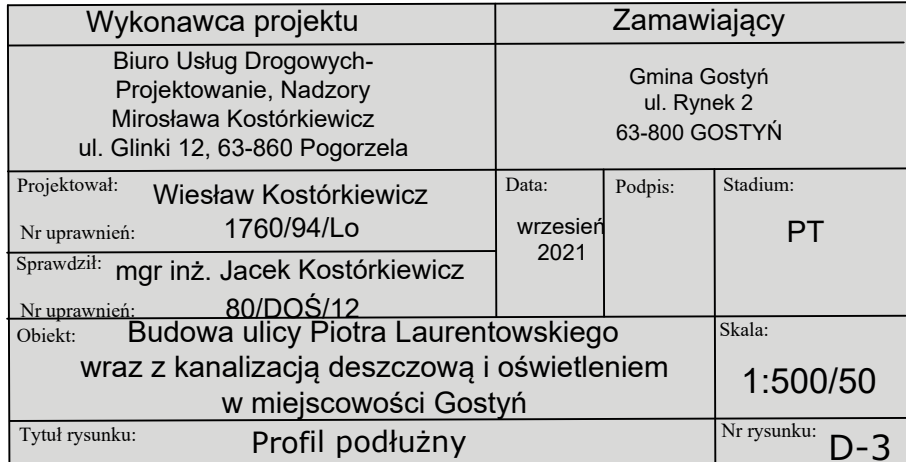 Wykonawca projektu
Zamawiający
Biuro Usług Drogowych-
Projektowanie, Nadzory
Mirosława Kostórkiewicz
ul. Glinki 12, 63-860 Pogorzela
Gmina Gostyń
ul. Rynek 2
63-800 GOSTYŃ
Projektował:
Wiesław Kostórkiewicz
Nr uprawnień:
1760/94/Lo
Data:
wrzesień
2021
Podpis:
Stadium:
PT
Sprawdził:
mgr inż. Jacek Kostórkiewicz
Nr uprawnień:
80/DOŚ/12
Obiekt:
Budowa ulicy Piotra Laurentowskiego
wraz z kanalizacją deszczową i oświetleniem
w miejscowości Gostyń
Skala:
1:500/50
Tytuł rysunku:
Profil podłużny
Nr rysunku:
D-3